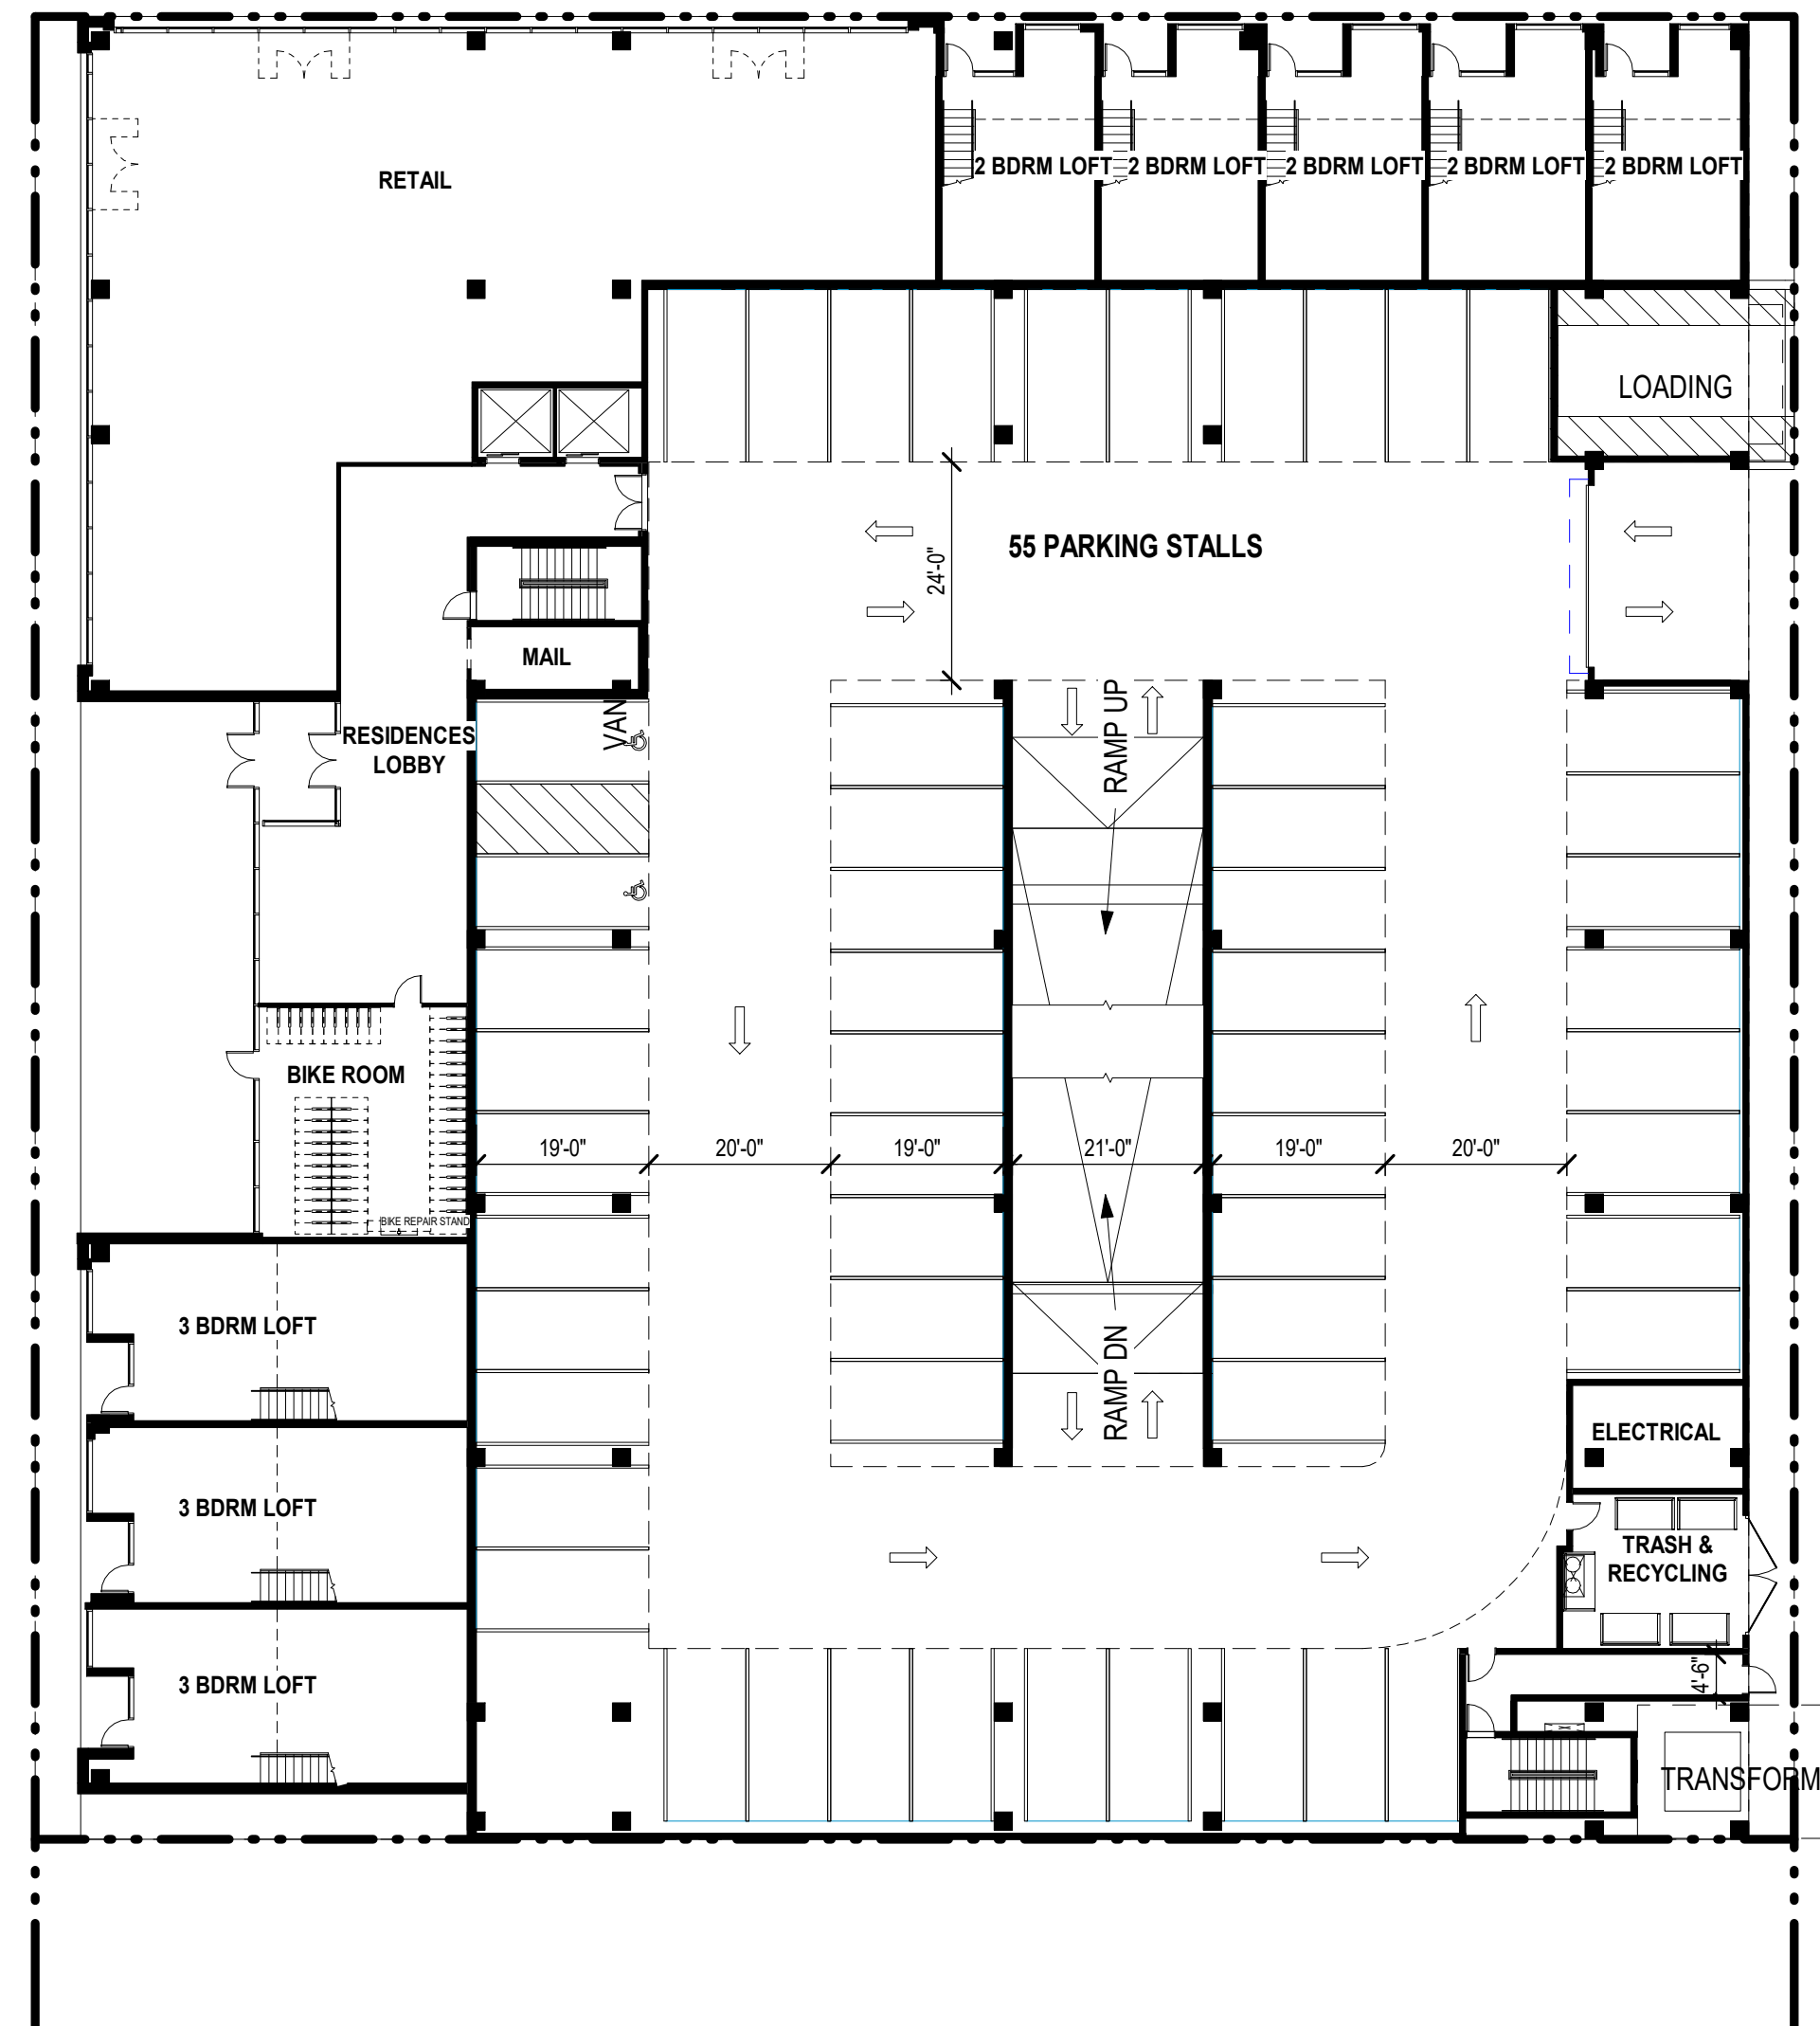 2 BDRM LOFT
2 BDRM LOFT
2 BDRM LOFT
2 BDRM LOFT
2 BDRM LOFT
RETAIL
LOADING
55 PARKING STALLS
24'-0"
MAIL
RAMP UP
VAN
RESIDENCES
LOBBY
BIKE ROOM
19'-0"
20'-0"
19'-0"
21'-0"
19'-0"
20'-0"
BIKE REPAIR STAND
3 BDRM LOFT
RAMP DN
ELECTRICAL
3 BDRM LOFT
TRASH &
RECYCLING
4'-6"
3 BDRM LOFT
TRANSFORM